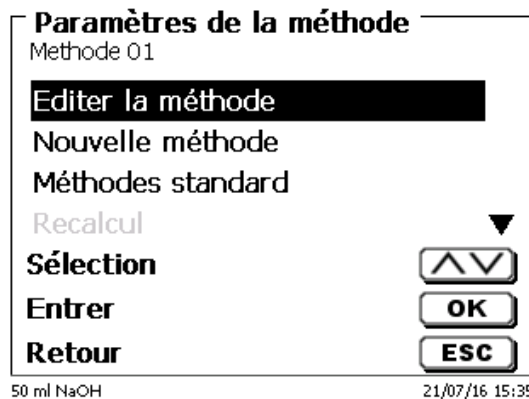 Paramètres de la méthode
Methode 01
Editer la méthode
Nouvelle méthode
Méthodes standard
Recalcul
Sélection
Entrer OK
Retour ESC
50 ml NaOH 21/07/16 15:35